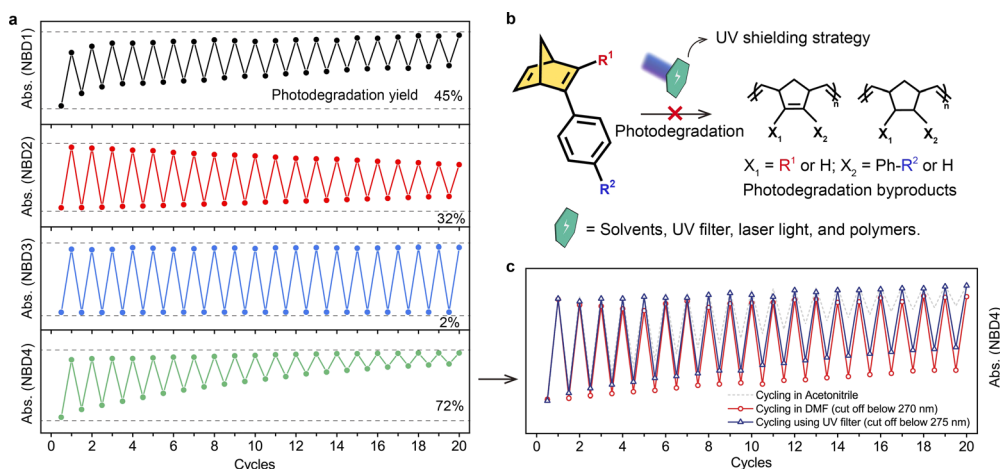 a
Abs. (NBD1)
Photodegradation yield 45%
Abs. (NBD2)
32%
Abs. (NBD3)
2%
Abs. (NBD4)
72%
0 2 4 6 8 10 12 14 16 18 20
Cycles
b
R¹
R²
UV shielding strategy
Photodegradation
n
X₁ X₂ X₁ X₂
X₁ = R¹ or H; X₂ = Ph-R² or H
Photodegradation byproducts
= Solvents, UV filter, laser light, and polymers.
c
Abs. (NBD4)
Cycling in Acetonitrile
Cycling in DMF (cut off below 270 nm)
Cycling using UV filter (cut off below 275 nm)
0 2 4 6 8 10 12 14 16 18 20
Cycles